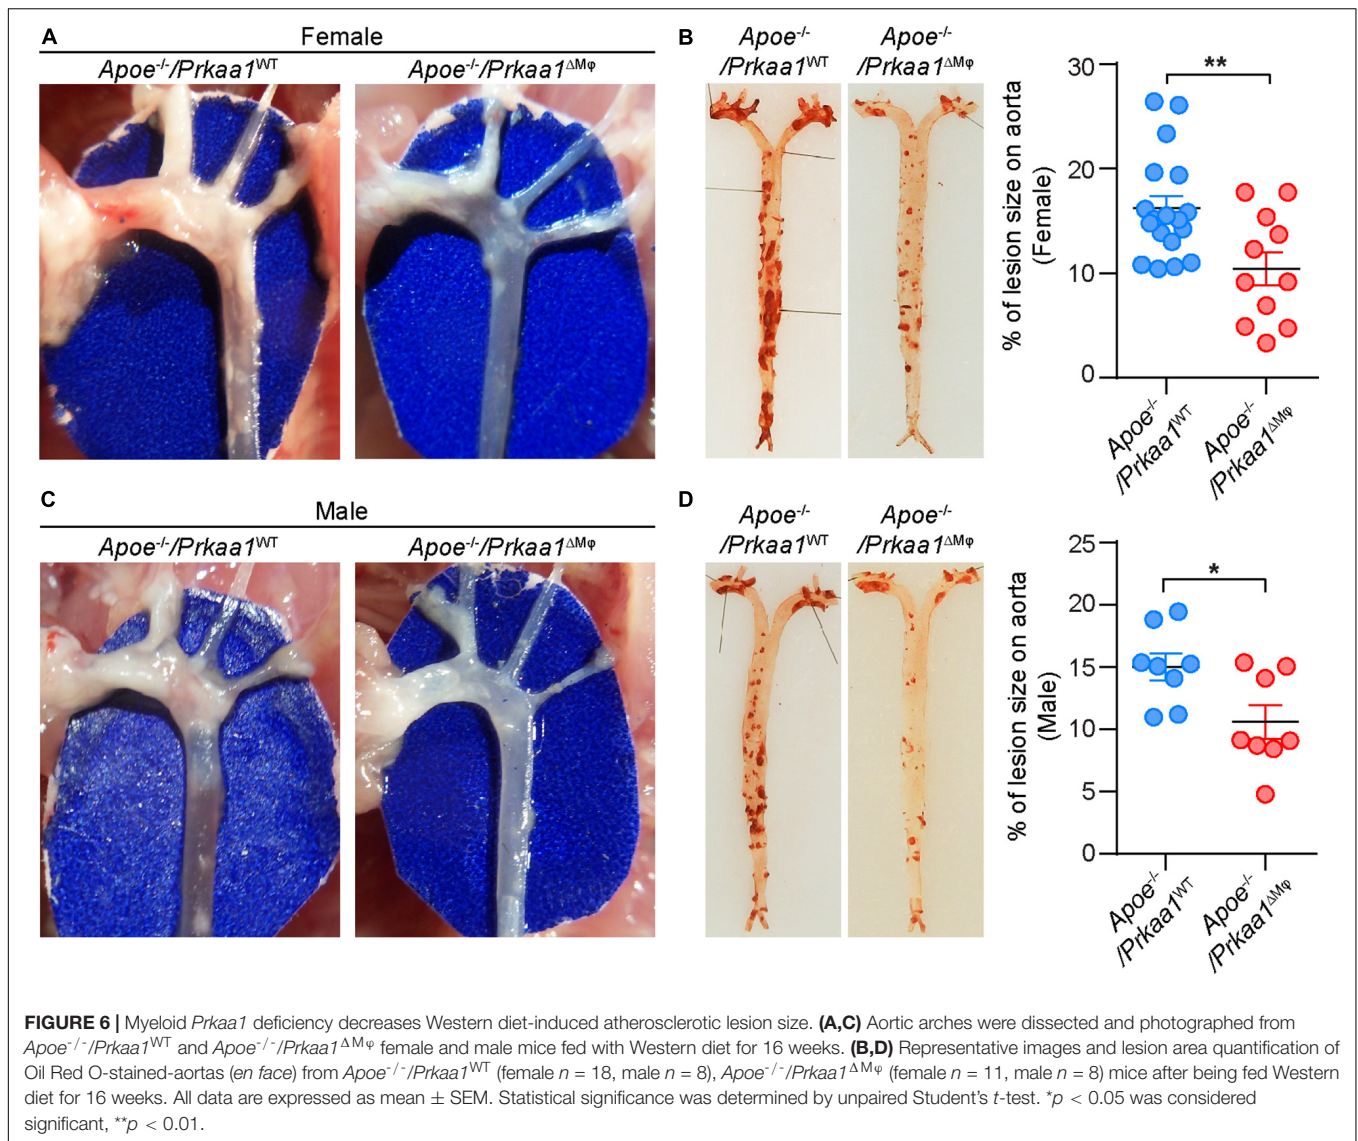 A
Female
Apoe-/-/Prkaa1WT
Apoe-/-/Prkaa1ΔMφ
B
Apoe-/-
/Prkaa1WT
Apoe-/-
/Prkaa1ΔMφ
% of lesion size on aorta
(Female)
30
20
10
0
**
Apoe-/-
/Prkaa1WT
Apoe-/-
/Prkaa1ΔMφ
C
Male
Apoe-/-/Prkaa1WT
Apoe-/-/Prkaa1ΔMφ
D
Apoe-/-
/Prkaa1WT
Apoe-/-
/Prkaa1ΔMφ
% of lesion size on aorta
(Male)
25
20
15
10
5
0
*
Apoe-/-
/Prkaa1WT
Apoe-/-
/Prkaa1ΔMφ
FIGURE 6 | Myeloid Prkaa1 deficiency decreases Western diet-induced atherosclerotic lesion size. (A,C) Aortic arches were dissected and photographed from
Apoe-/-/Prkaa1WT and Apoe-/-/Prkaa1ΔMφ female and male mice fed with Western diet for 16 weeks. (B,D) Representative images and lesion area quantification of
Oil Red O-stained-aortas (en face) from Apoe-/-/Prkaa1WT (female n = 18, male n = 8), Apoe-/-/Prkaa1ΔMφ (female n = 11, male n = 8) mice after being fed Western
diet for 16 weeks. All data are expressed as mean ± SEM. Statistical significance was determined by unpaired Student's t-test. *p < 0.05 was considered
significant, **p < 0.01.